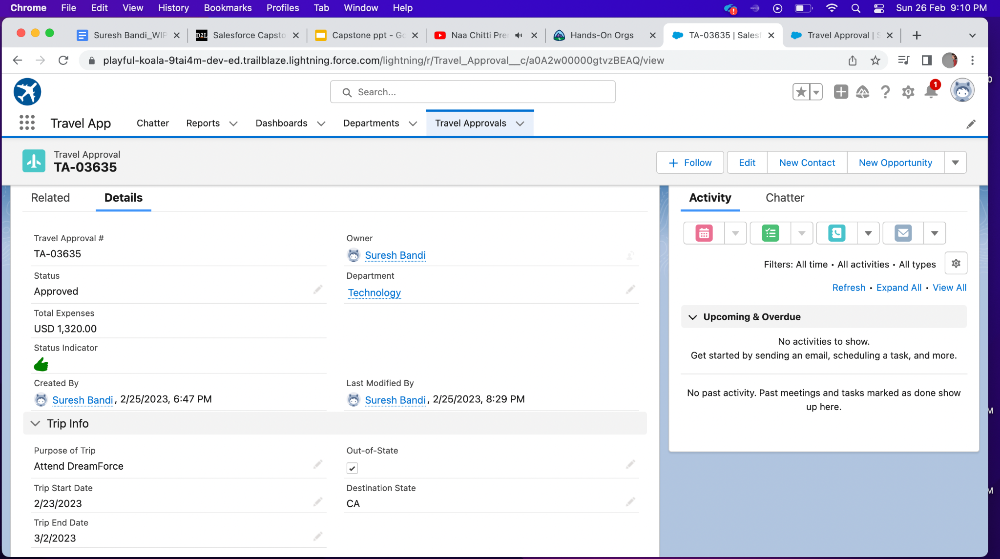 Chrome File Edit View History Bookmarks Profiles Tab Window Help Sun 26 Feb 9:10 PM
Suresh Bandi_WIP D2L Salesforce Capsto Capstone ppt - Go Naa Chitti Prem Hands-On Orgs TA-03635 | Salesf Travel Approval | S
playful-koala-9tai4m-dev-ed.trailblaze.lightning.force.com/lightning/r/Travel_Approval__c/a0A2w00000gtvzBEAQ/view
Search... 1
Travel App Chatter Reports Dashboards Departments Travel Approvals
Travel Approval
TA-03635
Follow Edit New Contact New Opportunity
Related Details
Travel Approval #
TA-03635
Owner
Suresh Bandi
Status
Approved
Department
Technology
Total Expenses
USD 1,320.00
Status Indicator
Created By
Suresh Bandi, 2/25/2023, 6:47 PM
Last Modified By
Suresh Bandi, 2/25/2023, 8:29 PM
Trip Info
Purpose of Trip
Attend DreamForce
Out-of-State
Trip Start Date
2/23/2023
Destination State
CA
Trip End Date
3/2/2023
Activity Chatter
Filters: All time • All activities • All types
Refresh • Expand All • View All
Upcoming & Overdue
No activities to show.
Get started by sending an email, scheduling a task, and more.
No past activity. Past meetings and tasks marked as done show
up here.